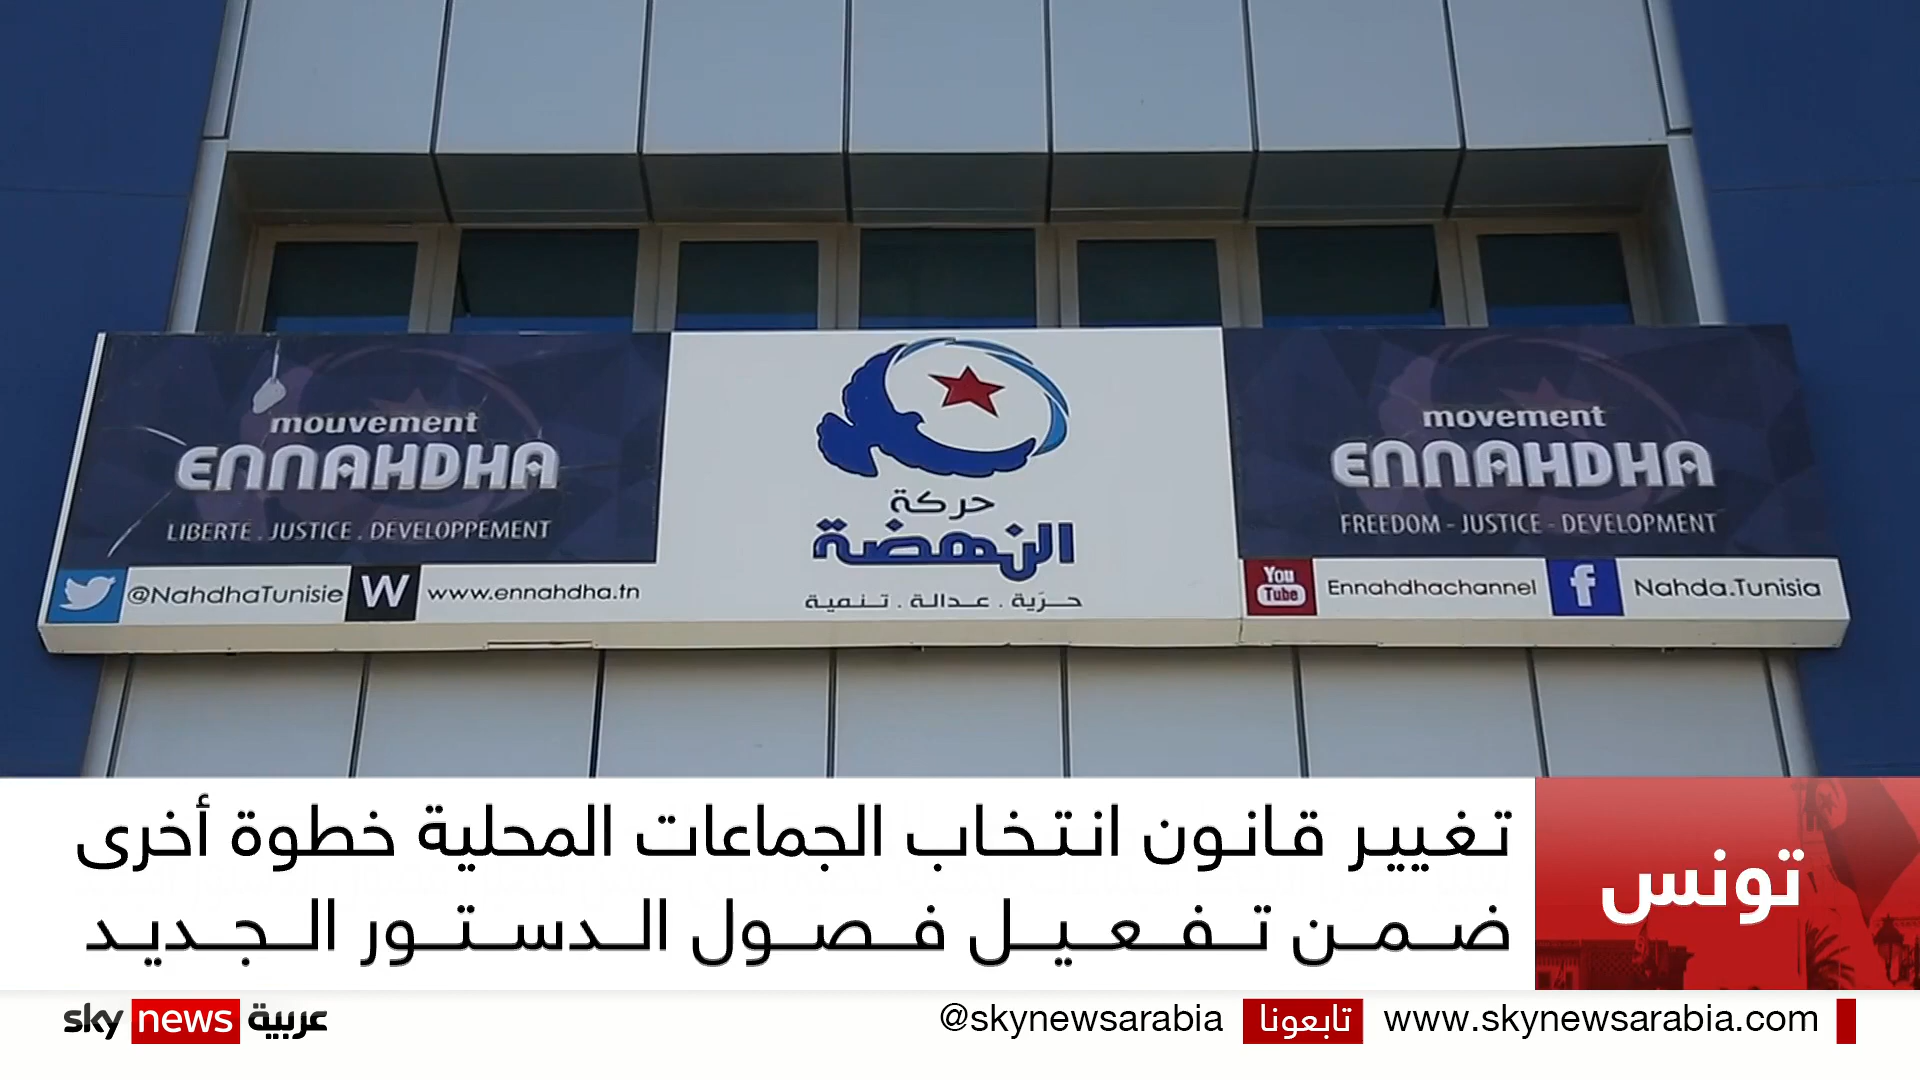 mouvement
ENNAHDHA
LIBERTE . JUSTICE . DEVELOPPEMENT
@NahdhaTunisie W www.ennahdha.tn
حركة
النهضة
حرّية . عدالة . تنمية
movement
ENNAHDHA
FREEDOM - JUSTICE - DEVELOPMENT
You Tube Ennahdhachannel f Nahda.Tunisia
تونس
تغيير قانون انتخاب الجماعات المحلية خطوة أخرى
ضمن تفعيل فصول الدستور الجديد
sky news عربية
@skynewsarabia تابعونا www.skynewsarabia.com